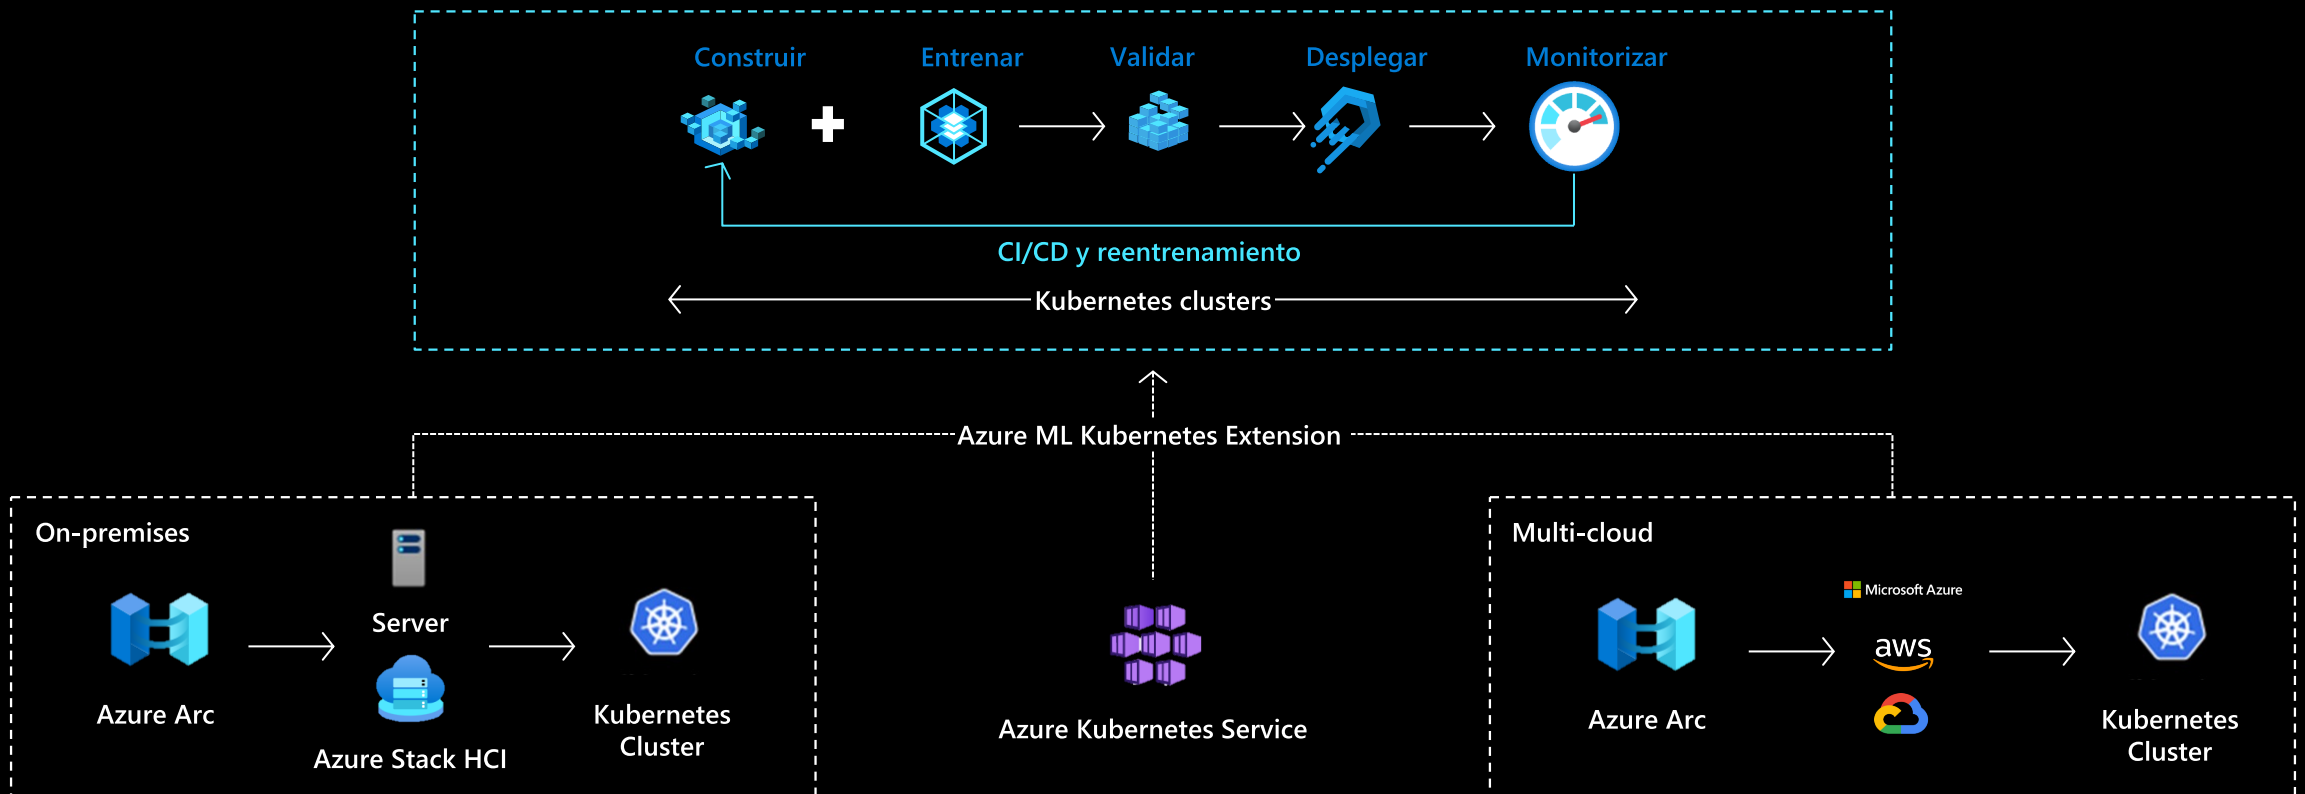 Construir
Entrenar
Validar
Desplegar
Monitorizar
CI/CD y reentrenamiento
Kubernetes clusters
Azure ML Kubernetes Extension
On-premises
Server
Azure Arc
Azure Stack HCI
Kubernetes
Cluster
Azure Kubernetes Service
Multi-cloud
Microsoft Azure
aws
Azure Arc
Kubernetes
Cluster